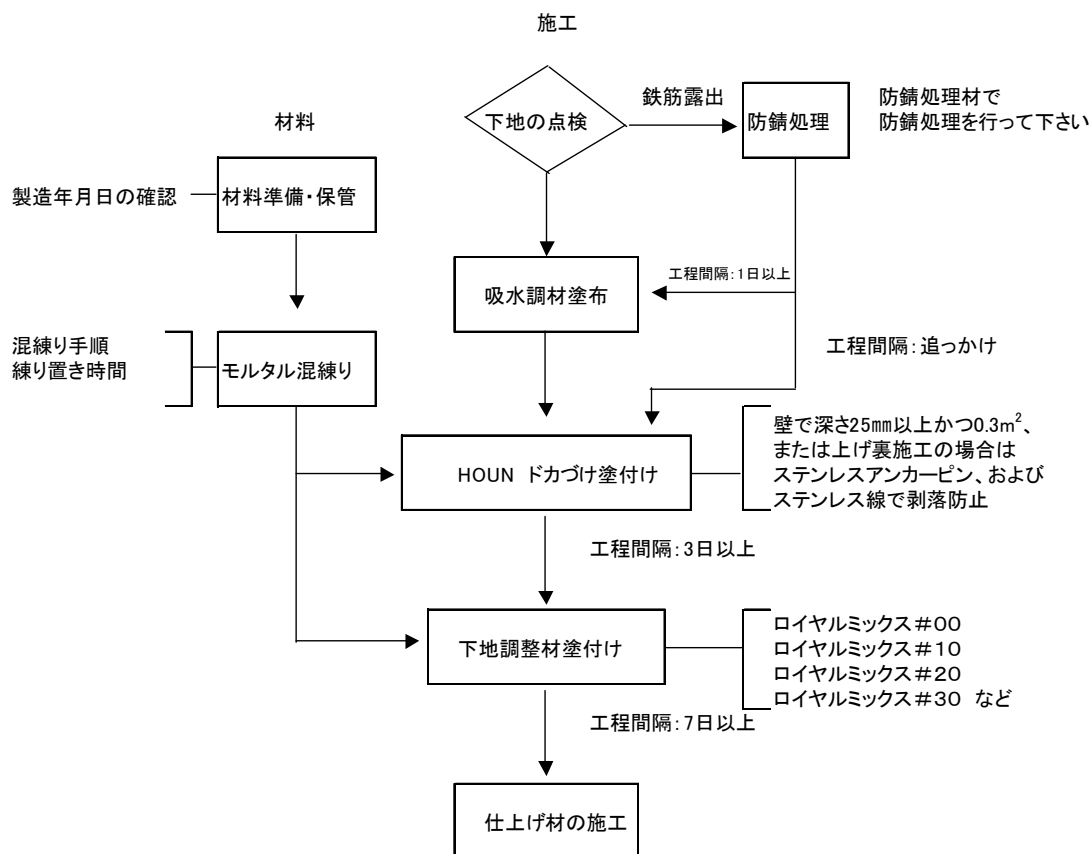 施工
下地の点検
鉄筋露出
防錆処理
防錆処理材で
防錆処理を行って下さい
材料
製造年月日の確認
材料準備・保管
工程間隔：1日以上
吸水調材塗布
混練り手順
練り置き時間
モルタル混練り
工程間隔：追っかけ
HOUN ドカづけ塗付け
壁で深さ25㎜以上かつ0.3㎡、
または上げ裏施工の場合は
ステンレスアンカーピン、および
ステンレス線で剥落防止
工程間隔：3日以上
下地調整材塗付け
ロイヤルミックス＃００
ロイヤルミックス＃１０
ロイヤルミックス＃２０
ロイヤルミックス＃３０ など
工程間隔：7日以上
仕上げ材の施工